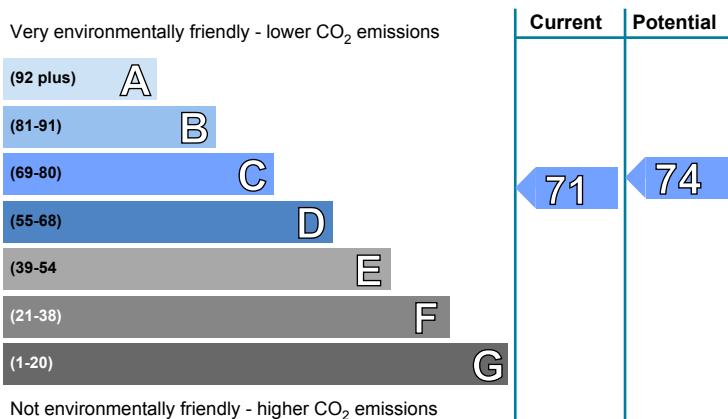 Current Potential
Very environmentally friendly - lower CO2 emissions
(92 plus) A
(81-91) B
(69-80) C
71 74
(55-68) D
(39-54 E
(21-38) F
(1-20) G
Not environmentally friendly - higher CO2 emissions